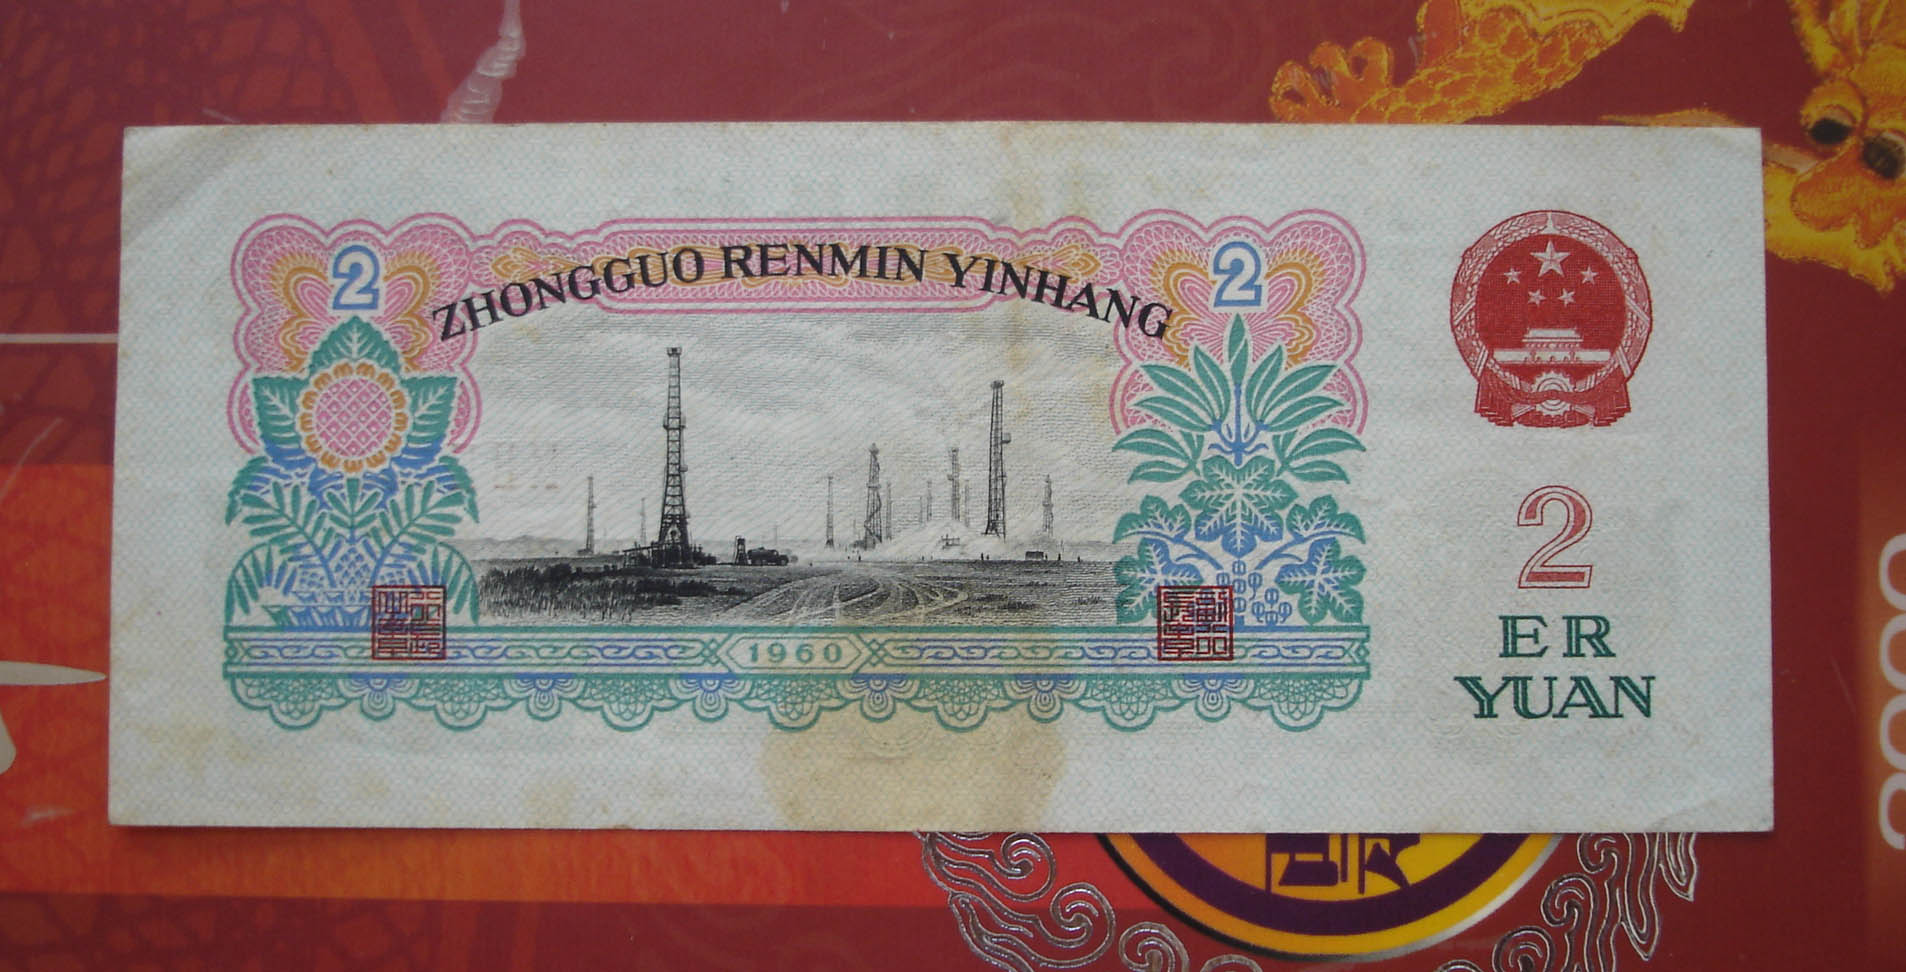 ZHONGGUO RENMIN YINHANG
2
2
2
ER
YUAN
1960